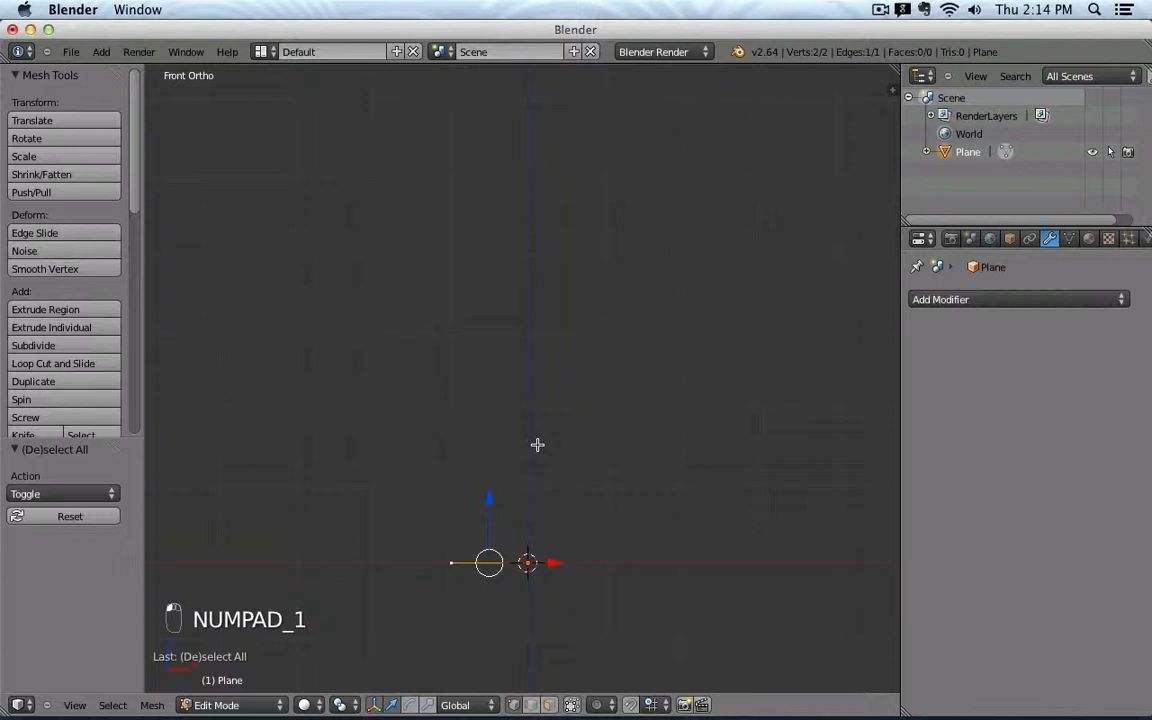 Blender Window Thu 2:14 PM
Blender
File Add Render Window Help Default Scene Blender Render v2.64 | Verts:2/2 | Edges:1/1 | Faces:0/0 | Tris:0 | Plane
Mesh Tools
Transform:
Translate
Rotate
Scale
Shrink/Fatten
Push/Pull
Deform:
Edge Slide
Noise
Smooth Vertex
Add:
Extrude Region
Extrude Individual
Subdivide
Loop Cut and Slide
Duplicate
Spin
Screw
Knife Select
(De)select All
Action
Toggle
Reset
Front Ortho
NUMPAD_1
Last: (De)select All
(1) Plane
View Select Mesh Edit Mode Global
View Search All Scenes
Scene
RenderLayers |
World
Plane |
Plane
Add Modifier